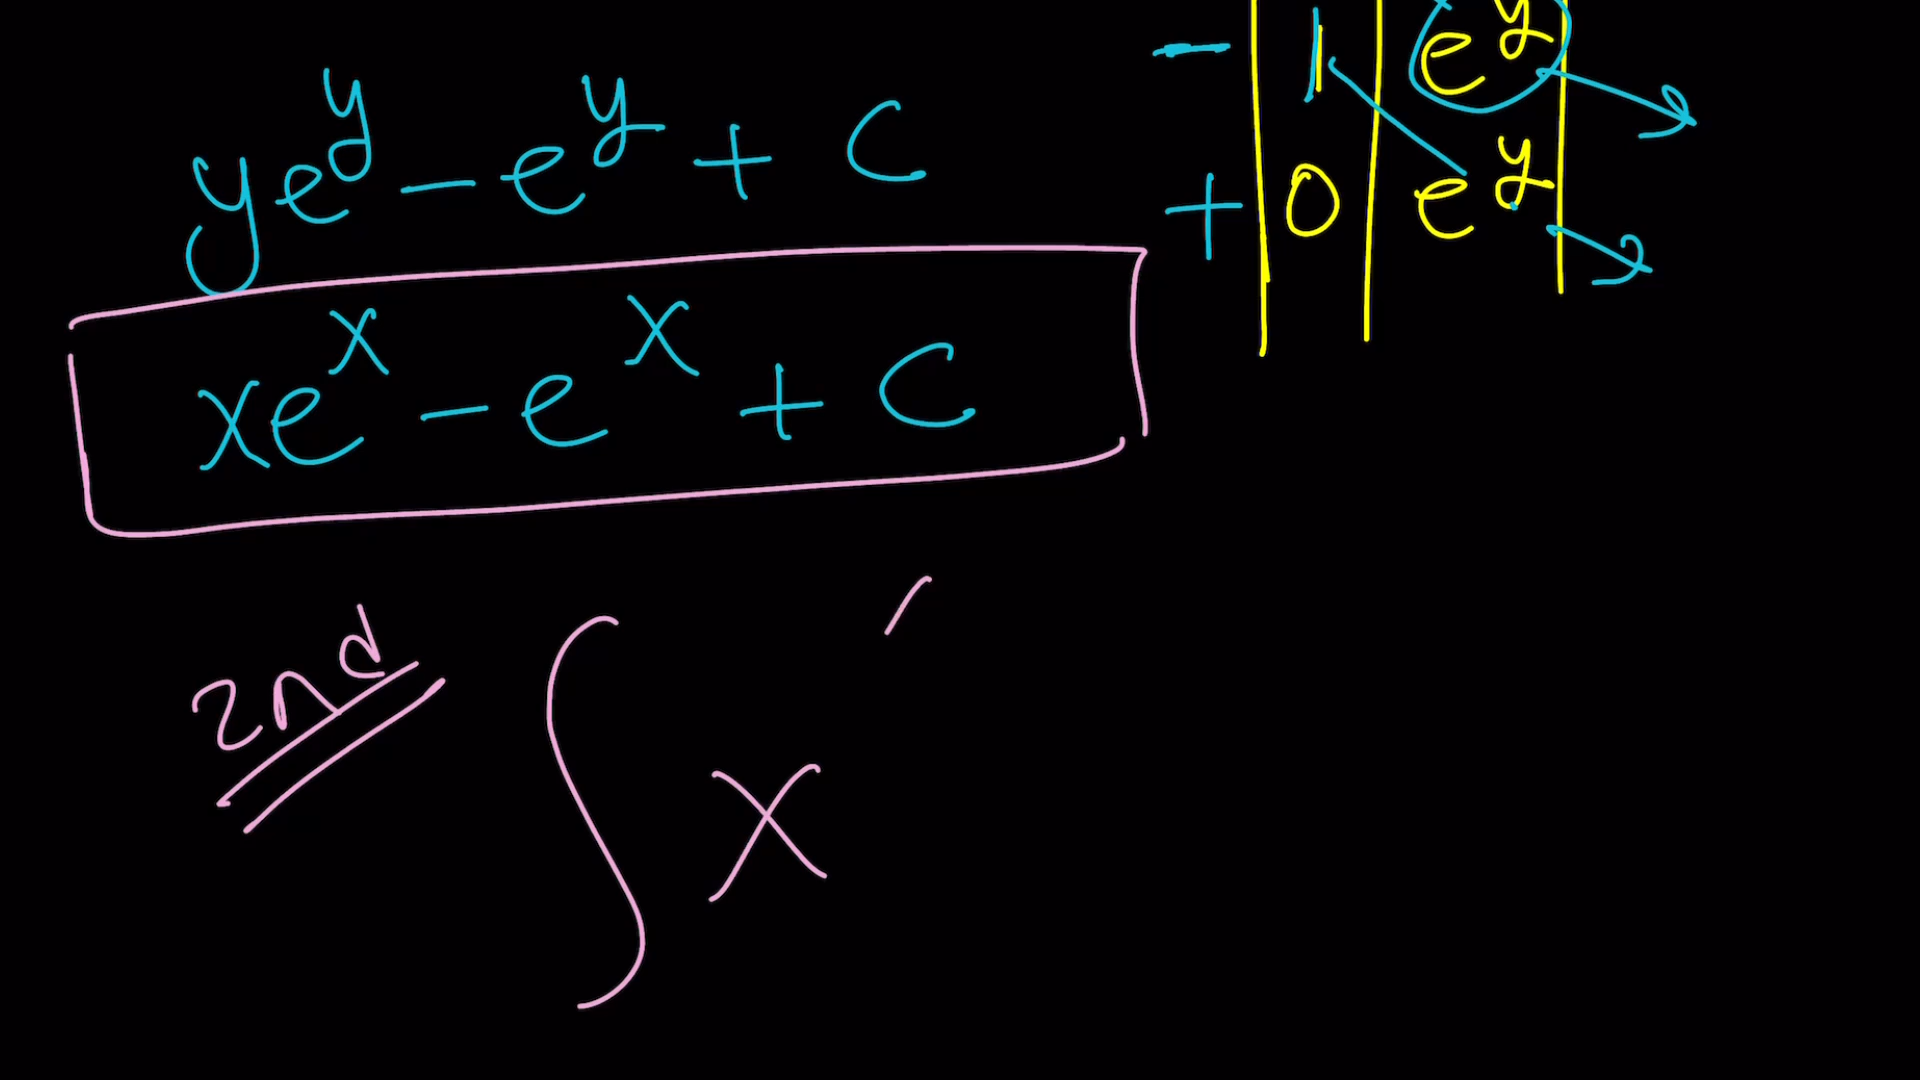 - 1 e^y
ye^y - e^y + C
+ 0 e^y
xe^x - e^x + C
2nd ∫ x